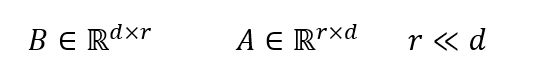 B ∈ ℝ^{d×r} A ∈ ℝ^{r×d} r ≪ d